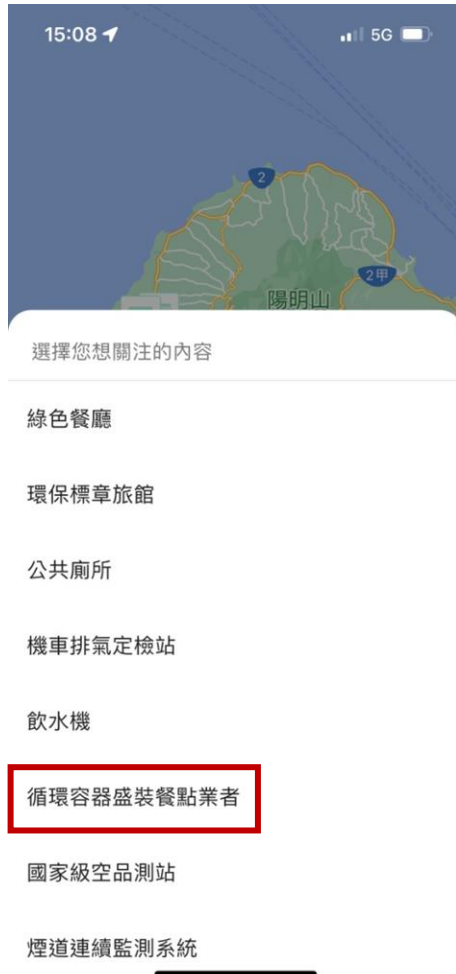 15:08
5G
2
2甲
陽明山
選擇您想關注的內容
綠色餐廳
環保標章旅館
公共廁所
機車排氣定檢站
飲水機
循環容器盛裝餐點業者
國家級空品測站
煙道連續監測系統